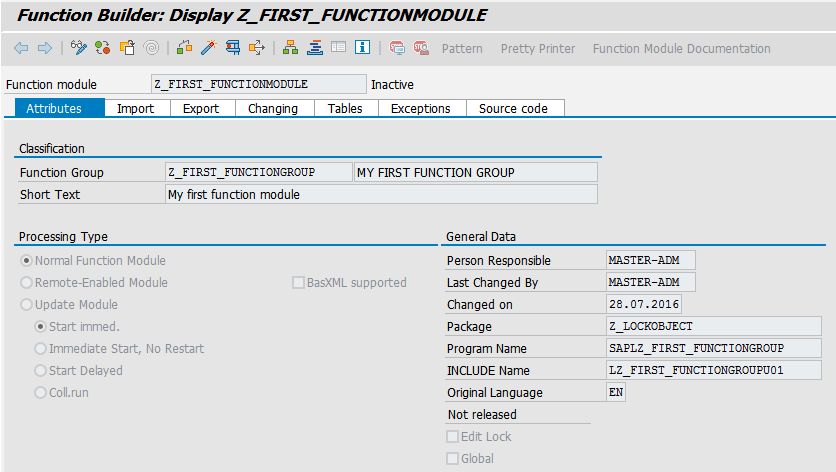 Function Builder: Display Z_FIRST_FUNCTIONMODULE
Pattern Pretty Printer Function Module Documentation
Function module Z_FIRST_FUNCTIONMODULE Inactive
Attributes Import Export Changing Tables Exceptions Source code
Classification
Function Group Z_FIRST_FUNCTIONGROUP MY FIRST FUNCTION GROUP
Short Text My first function module
Processing Type
Normal Function Module
Remote-Enabled Module BasXML supported
Update Module
Start immed.
Immediate Start, No Restart
Start Delayed
Coll.run
General Data
Person Responsible MASTER-ADM
Last Changed By MASTER-ADM
Changed on 28.07.2016
Package Z_LOCKOBJECT
Program Name SAPLZ_FIRST_FUNCTIONGROUP
INCLUDE Name LZ_FIRST_FUNCTIONGROUPU01
Original Language EN
Not released
Edit Lock
Global